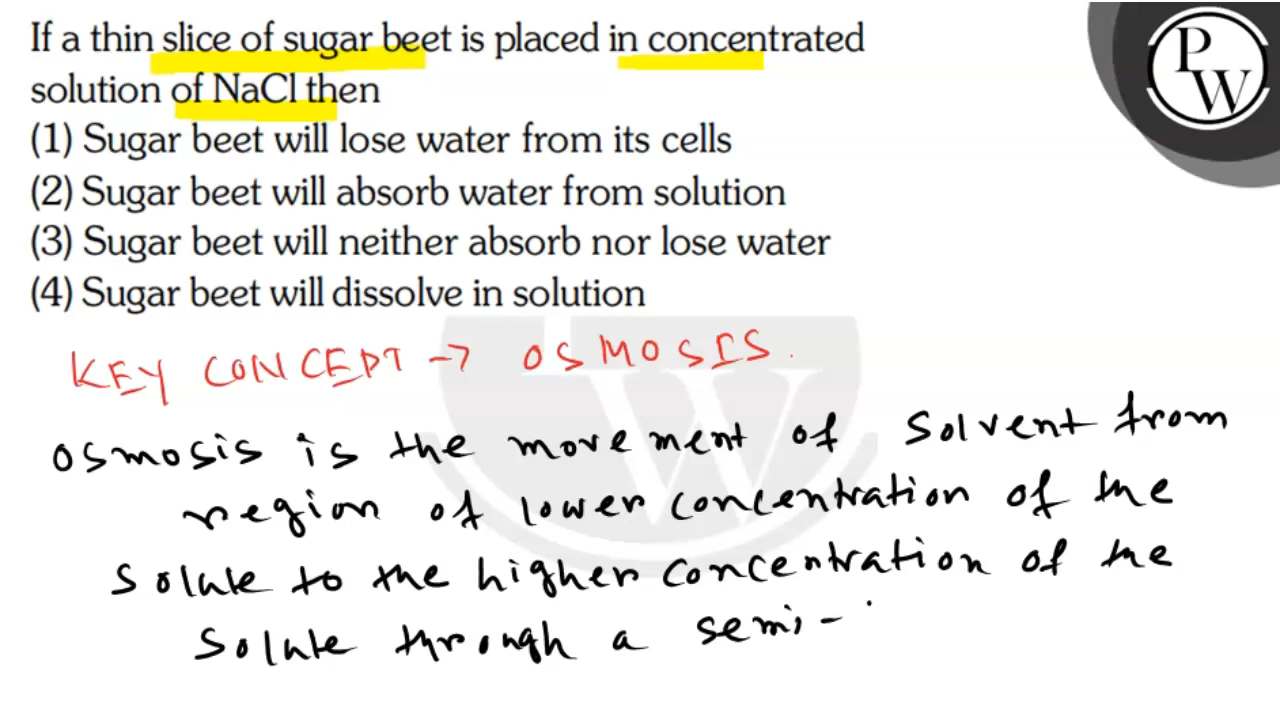 If a thin slice of sugar beet is placed in concentrated
solution of NaCl then
(1) Sugar beet will lose water from its cells
(2) Sugar beet will absorb water from solution
(3) Sugar beet will neither absorb nor lose water
(4) Sugar beet will dissolve in solution
PW
KEY CONCEPT → OSMOSIS.
Osmosis is the movement of solvent from
region of lower concentration of the
solute to the higher concentration of the
solute through a semi-